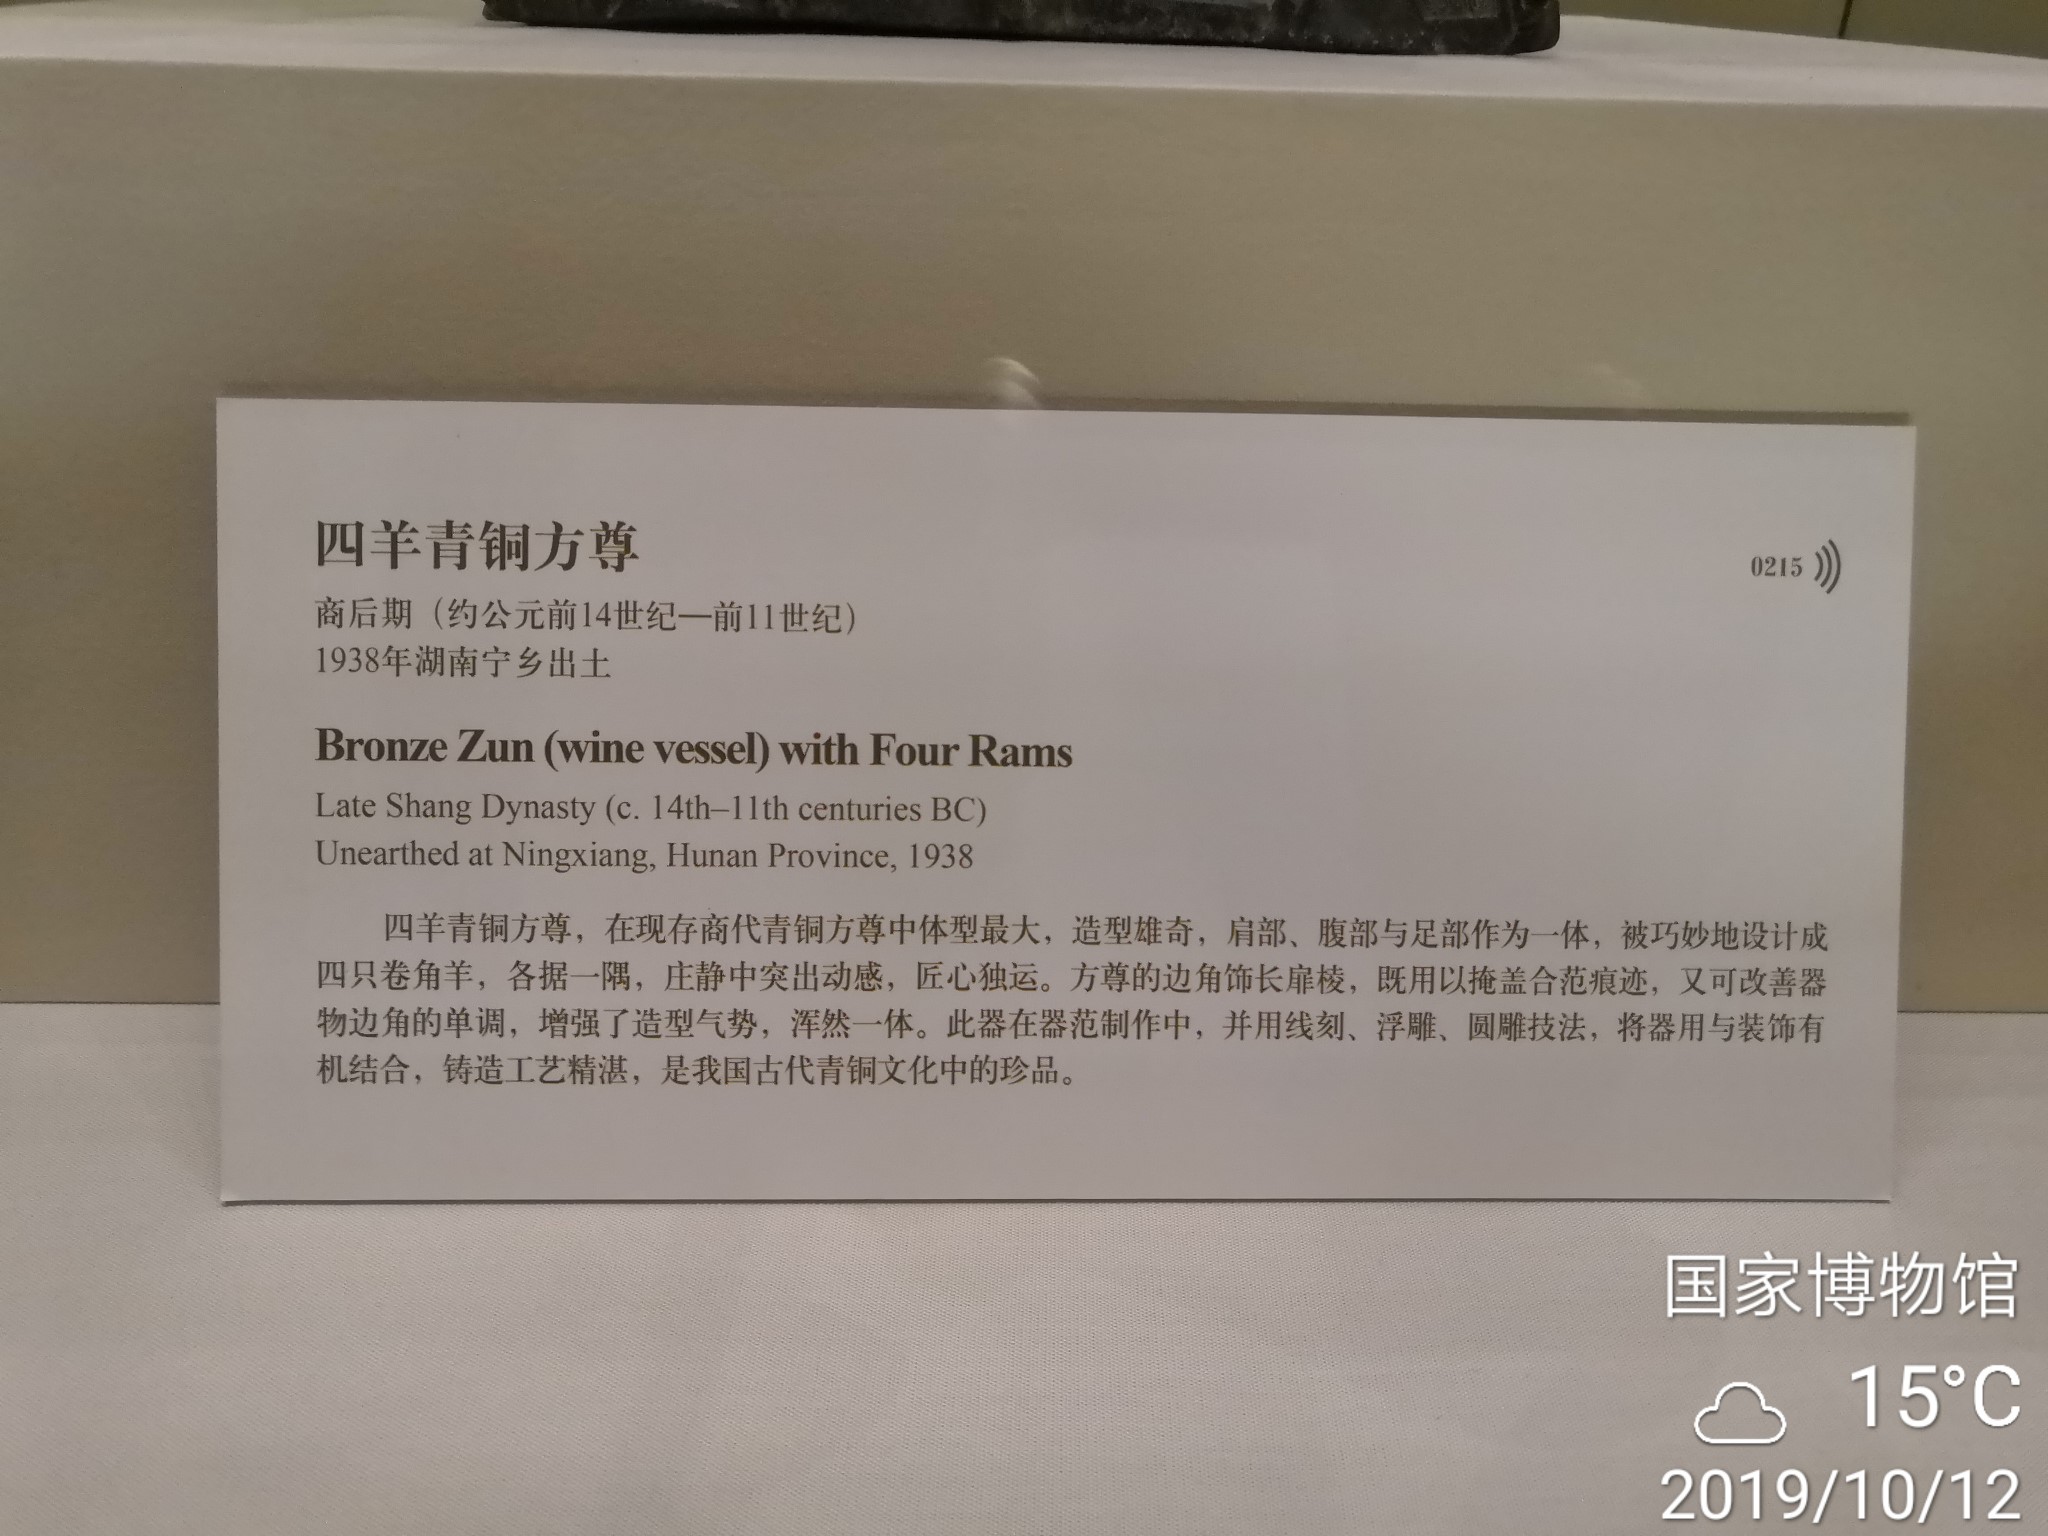 四羊青铜方尊
0215
商后期（约公元前14世纪—前11世纪）
1938年湖南宁乡出土
Bronze Zun (wine vessel) with Four Rams
Late Shang Dynasty (c. 14th–11th centuries BC)
Unearthed at Ningxiang, Hunan Province, 1938
四羊青铜方尊，在现存商代青铜方尊中体型最大，造型雄奇，肩部、腹部与足部作为一体，被巧妙地设计成
四只卷角羊，各据一隅，庄静中突出动感，匠心独运。方尊的边角饰长扉棱，既用以掩盖合范痕迹，又可改善器
物边角的单调，增强了造型气势，浑然一体。此器在器范制作中，并用线刻、浮雕、圆雕技法，将器用与装饰有
机结合，铸造工艺精湛，是我国古代青铜文化中的珍品。
国家博物馆
15°C
2019/10/12